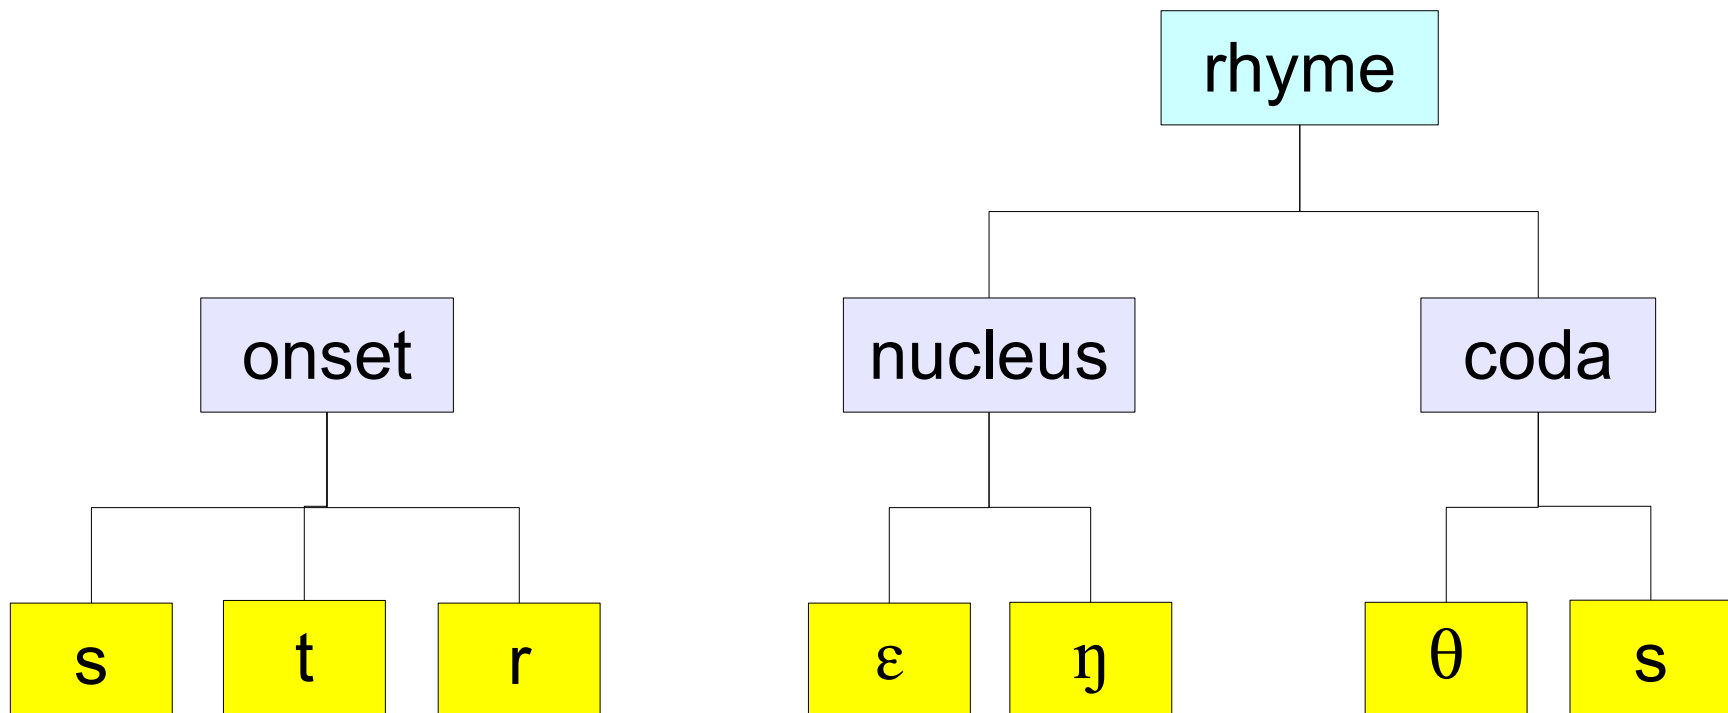 rhyme
onset nucleus coda
s t r ε ŋ θ s